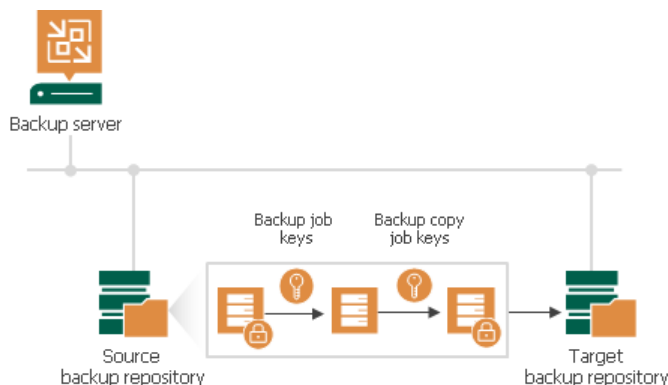 Backup server
Backup job
keys
Backup copy
job keys
Source
backup repository
Target
backup repository